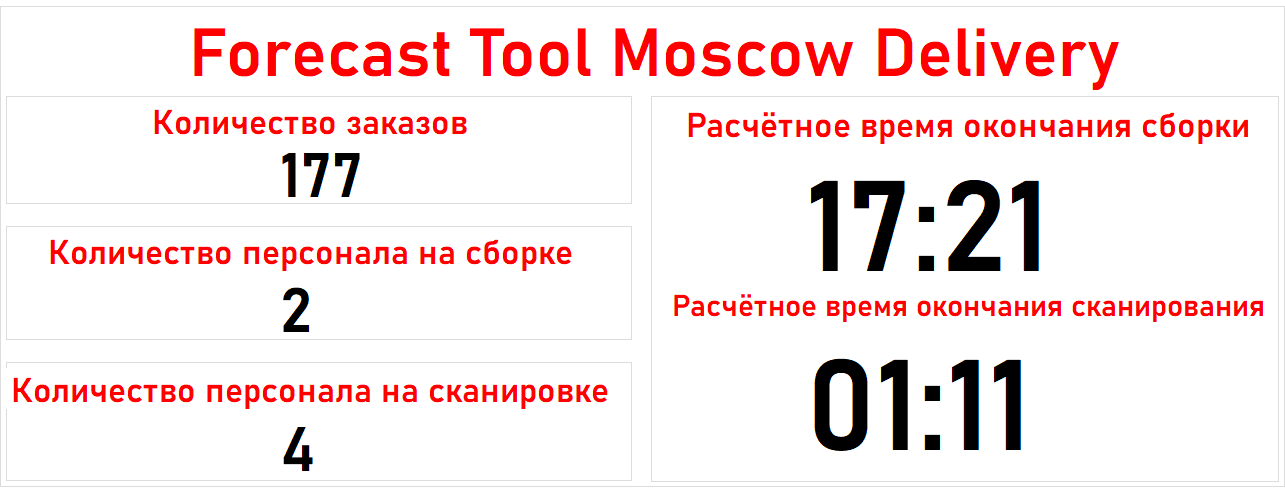 Forecast Tool Moscow Delivery
Количество заказов
177
Количество персонала на сборке
2
Количество персонала на сканировке
4
Расчётное время окончания сборки
17:21
Расчётное время окончания сканирования
01:11